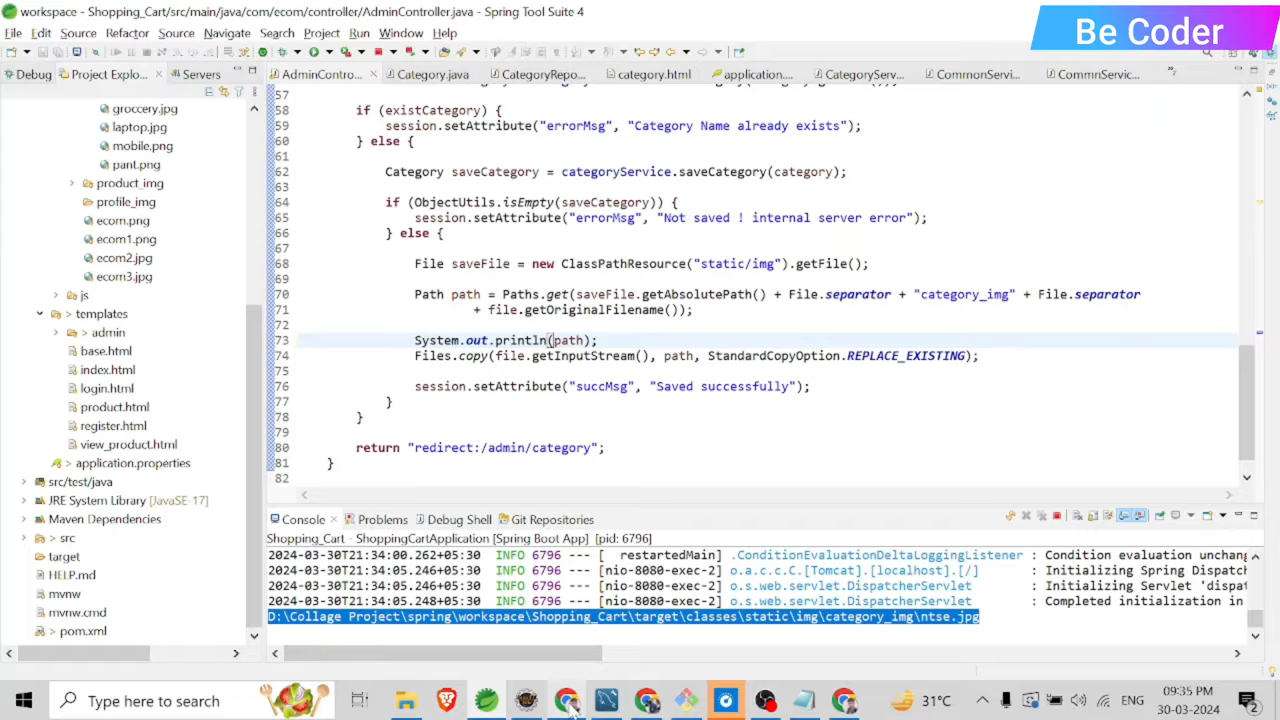 workspace - Shopping_Cart/src/main/java/com/ecom/controller/AdminController.java - Spring Tool Suite 4
Be Coder
File Edit Source Refactor Source Navigate Search Project Run Window Help
Debug Project Explo... Servers
AdminContro... Category.java CategoryRepo... category.html application.... CategoryServ... CommonServi... CommnServic...
groccery.jpg
laptop.jpg
mobile.png
pant.png
product_img
profile_img
ecom.png
ecom1.png
ecom2.jpg
ecom3.jpg
> js
templates
> admin
base.html
index.html
login.html
product.html
register.html
view_product.html
> application.properties
src/test/java
JRE System Library [JavaSE-17]
Maven Dependencies
> src
target
HELP.md
mvnw
mvnw.cmd
> pom.xml
57
58 if (existCategory) {
59 session.setAttribute("errorMsg", "Category Name already exists");
60 } else {
61
62 Category saveCategory = categoryService.saveCategory(category);
63
64 if (ObjectUtils.isEmpty(saveCategory)) {
65 session.setAttribute("errorMsg", "Not saved ! internal server error");
66 } else {
67
68 File saveFile = new ClassPathResource("static/img").getFile();
69
70 Path path = Paths.get(saveFile.getAbsolutePath() + File.separator + "category_img" + File.separator
71 + file.getOriginalFilename());
72
73 System.out.println(path);
74 Files.copy(file.getInputStream(), path, StandardCopyOption.REPLACE_EXISTING);
75
76 session.setAttribute("succMsg", "Saved successfully");
77 }
78 }
79
80 return "redirect:/admin/category";
81 }
82
Console Problems Debug Shell Git Repositories
Shopping_Cart - ShoppingCartApplication [Spring Boot App] [pid: 6796]
2024-03-30T21:34:00.262+05:30 INFO 6796 --- [ restartedMain] .ConditionEvaluationDeltaLoggingListener : Condition evaluation unchang
2024-03-30T21:34:05.246+05:30 INFO 6796 --- [nio-8080-exec-2] o.a.c.c.C.[Tomcat].[localhost].[/] : Initializing Spring Dispatc
2024-03-30T21:34:05.246+05:30 INFO 6796 --- [nio-8080-exec-2] o.s.web.servlet.DispatcherServlet : Initializing Servlet 'dispat
2024-03-30T21:34:05.248+05:30 INFO 6796 --- [nio-8080-exec-2] o.s.web.servlet.DispatcherServlet : Completed initialization in
D:\Collage Project\spring\workspace\Shopping_Cart\target\classes\static\img\category_img\ntse.jpg
Type here to search
31°C
ENG
09:35 PM
30-03-2024
2